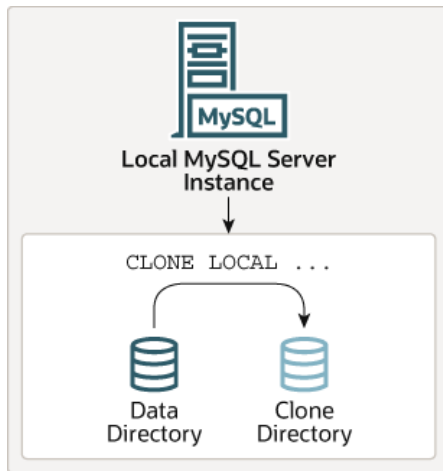 MySQL
Local MySQL Server
Instance
CLONE LOCAL ...
Data
Directory
Clone
Directory